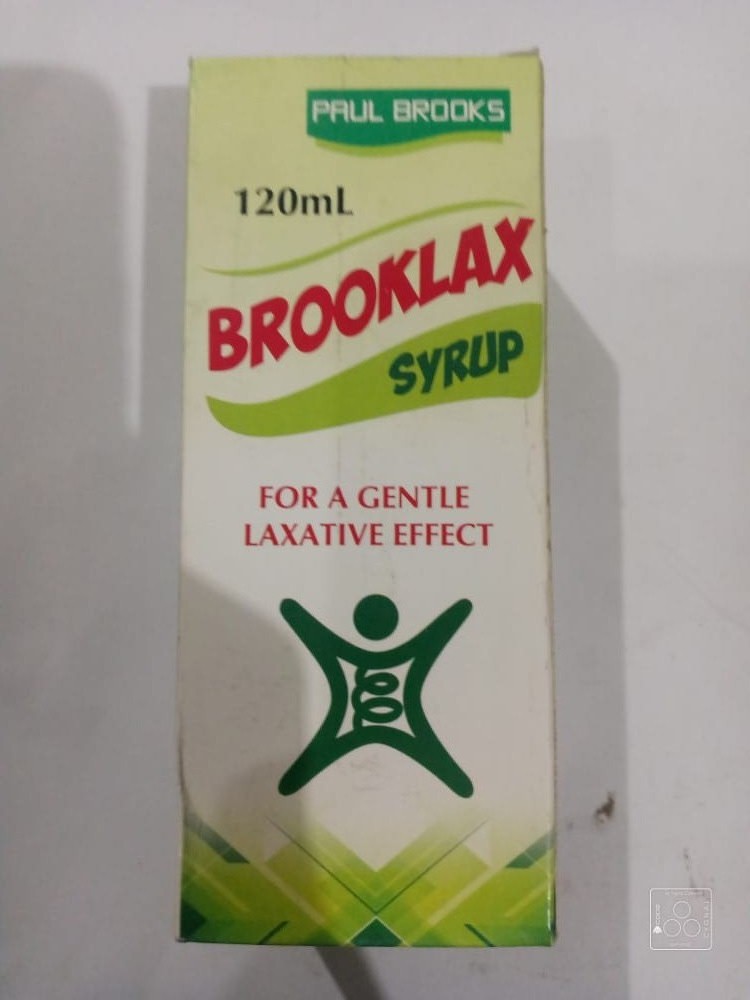 PAUL BROOKS
120mL
BROOKLAX
SYRUP
FOR A GENTLE
LAXATIVE EFFECT